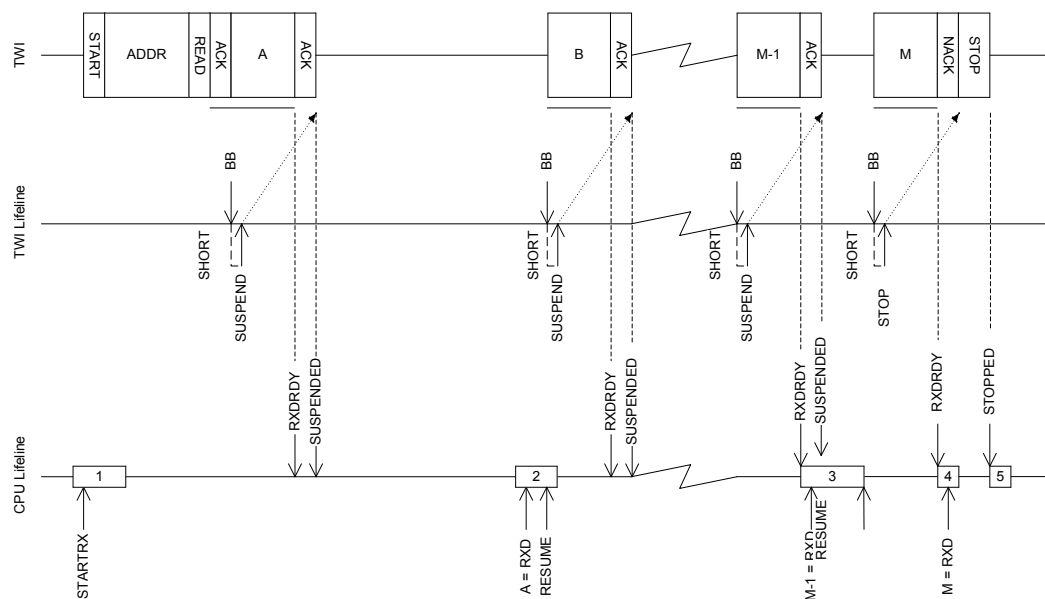 TWI
START
ADDR
READ
ACK
A
ACK
B
ACK
M-1
ACK
M
NACK
STOP
TWI Lifeline
BB
BB
BB
BB
SHORT
SUSPEND
SHORT
SUSPEND
SHORT
SUSPEND
SHORT
STOP
RXDRDY
SUSPENDED
RXDRDY
SUSPENDED
RXDRDY
SUSPENDED
RXDRDY
STOPPED
CPU Lifeline
1
2
3
4
5
STARTRX
A = RXD
RESUME
M-1 = RXD
RESUME
M = RXD